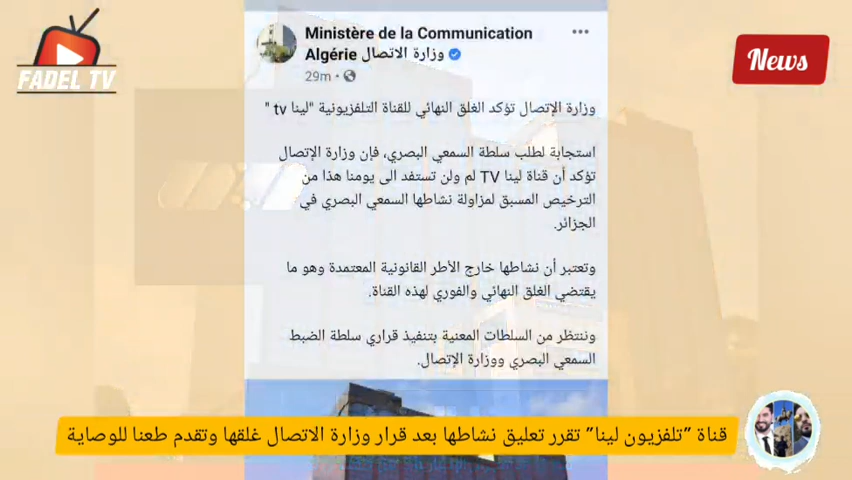 FADEL TV
News
Ministère de la Communication
Algérie وزارة الاتصال
29m
وزارة الإتصال تؤكد الغلق النهائي للقناة التلفزيونية "لينا tv "
استجابة لطلب سلطة السمعي البصري، فإن وزارة الإتصال
تؤكد أن قناة لينا TV لم ولن تستفد الى يومنا هذا من
الترخيص المسبق لمزاولة نشاطها السمعي البصري في
الجزائر.
وتعتبر أن نشاطها خارج الأطر القانونية المعتمدة وهو ما
يقتضي الغلق النهائي والفوري لهذه القناة.
وننتظر من السلطات المعنية بتنفيذ قراري سلطة الضبط
السمعي البصري ووزارة الإتصال.
قناة "تلفزيون لينا" تقرر تعليق نشاطها بعد قرار وزارة الاتصال غلقها وتقدم طعنا للوصاية